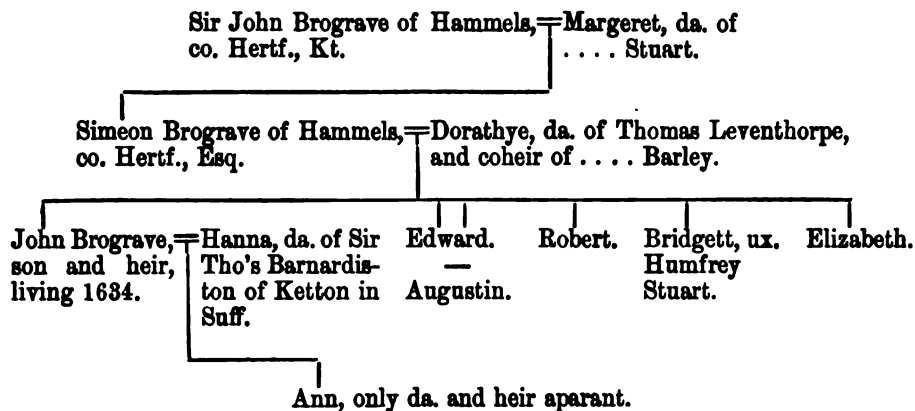 Sir John Brograve of Hammels,
co. Hertf., Kt.
Margeret, da. of
. . . . Stuart.
Simeon Brograve of Hammels,
co. Hertf., Esq.
Dorathye, da. of Thomas Leventhorpe,
and coheir of . . . . Barley.
John Brograve,
son and heir,
living 1634.
Hanna, da. of Sir
Tho's Barnardis-
ton of Ketton in
Suff.
Edward.
—
Augustin.
Robert.
Bridgett, ux.
Humfrey
Stuart.
Elizabeth.
Ann, only da. and heir aparant.